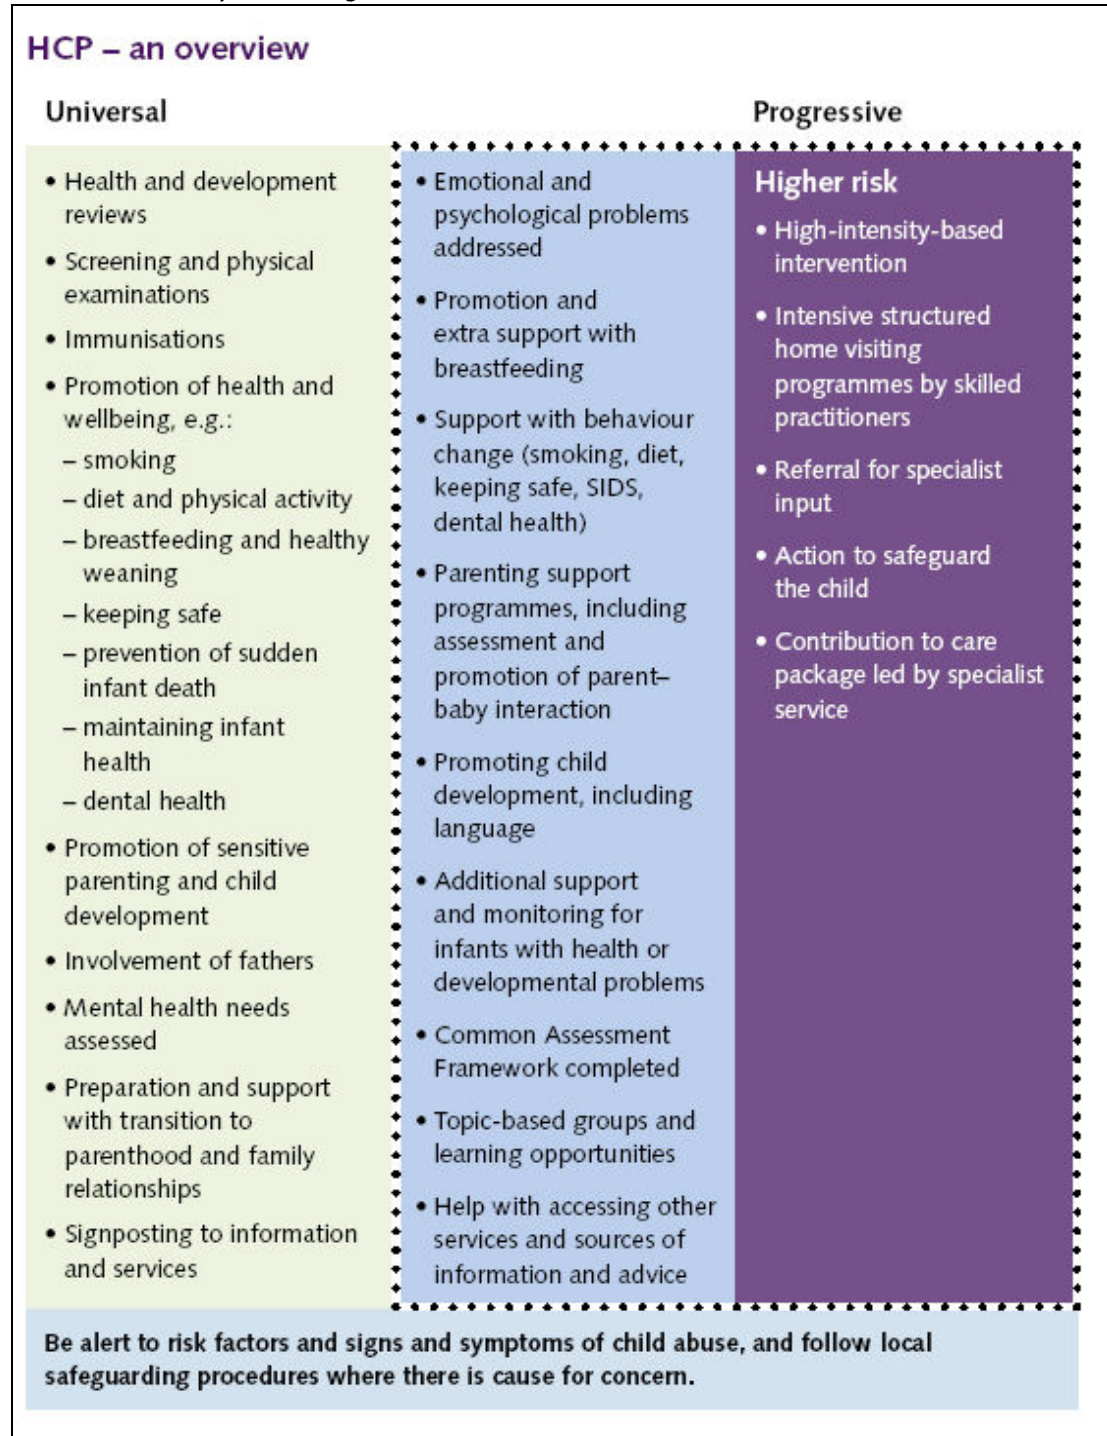 HCP – an overview
Universal
Progressive
• Health and development
reviews
• Screening and physical
examinations
• Immunisations
• Promotion of health and
wellbeing, e.g.:
– smoking
– diet and physical activity
– breastfeeding and healthy
weaning
– keeping safe
– prevention of sudden
infant death
– maintaining infant
health
– dental health
• Promotion of sensitive
parenting and child
development
• Involvement of fathers
• Mental health needs
assessed
• Preparation and support
with transition to
parenthood and family
relationships
• Signposting to information
and services
• Emotional and
psychological problems
addressed
• Promotion and
extra support with
breastfeeding
• Support with behaviour
change (smoking, diet,
keeping safe, SIDS,
dental health)
• Parenting support
programmes, including
assessment and
promotion of parent–
baby interaction
• Promoting child
development, including
language
• Additional support
and monitoring for
infants with health or
developmental problems
• Common Assessment
Framework completed
• Topic-based groups and
learning opportunities
• Help with accessing other
services and sources of
information and advice
Higher risk
• High-intensity-based
intervention
• Intensive structured
home visiting
programmes by skilled
practitioners
• Referral for specialist
input
• Action to safeguard
the child
• Contribution to care
package led by specialist
service
Be alert to risk factors and signs and symptoms of child abuse, and follow local
safeguarding procedures where there is cause for concern.